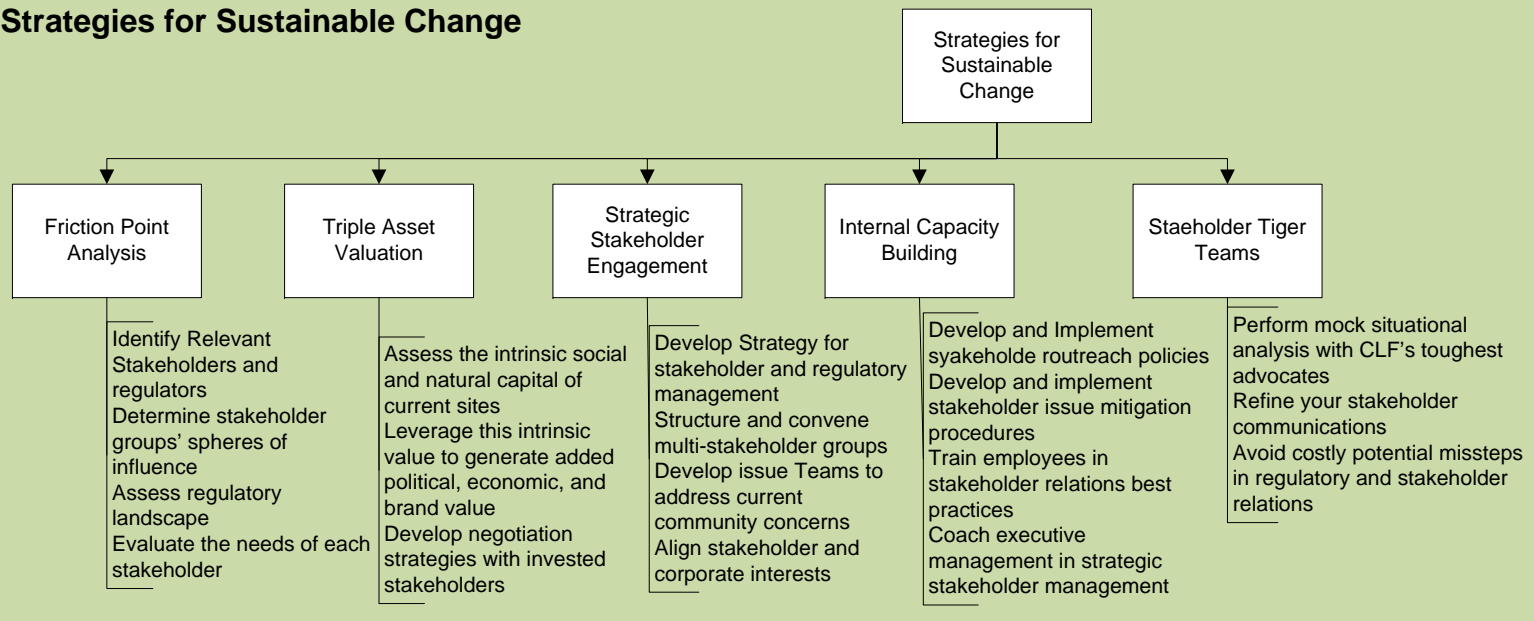 Strategies for Sustainable Change
Strategies for
Sustainable
Change
Friction Point
Analysis
Triple Asset
Valuation
Strategic
Stakeholder
Engagement
Internal Capacity
Building
Staeholder Tiger
Teams
Identify Relevant
Stakeholders and
regulators
Determine stakeholder
groups’ spheres of
influence
Assess regulatory
landscape
Evaluate the needs of each
stakeholder
Assess the intrinsic social
and natural capital of
current sites
Leverage this intrinsic
value to generate added
political, economic, and
brand value
Develop negotiation
strategies with invested
stakeholders
Develop Strategy for
stakeholder and regulatory
management
Structure and convene
multi-stakeholder groups
Develop issue Teams to
address current
community concerns
Align stakeholder and
corporate interests
Develop and Implement
syakeholde routreach policies
Develop and implement
stakeholder issue mitigation
procedures
Train employees in
stakeholder relations best
practices
Coach executive
management in strategic
stakeholder management
Perform mock situational
analysis with CLF’s toughest
advocates
Refine your stakeholder
communications
Avoid costly potential missteps
in regulatory and stakeholder
relations